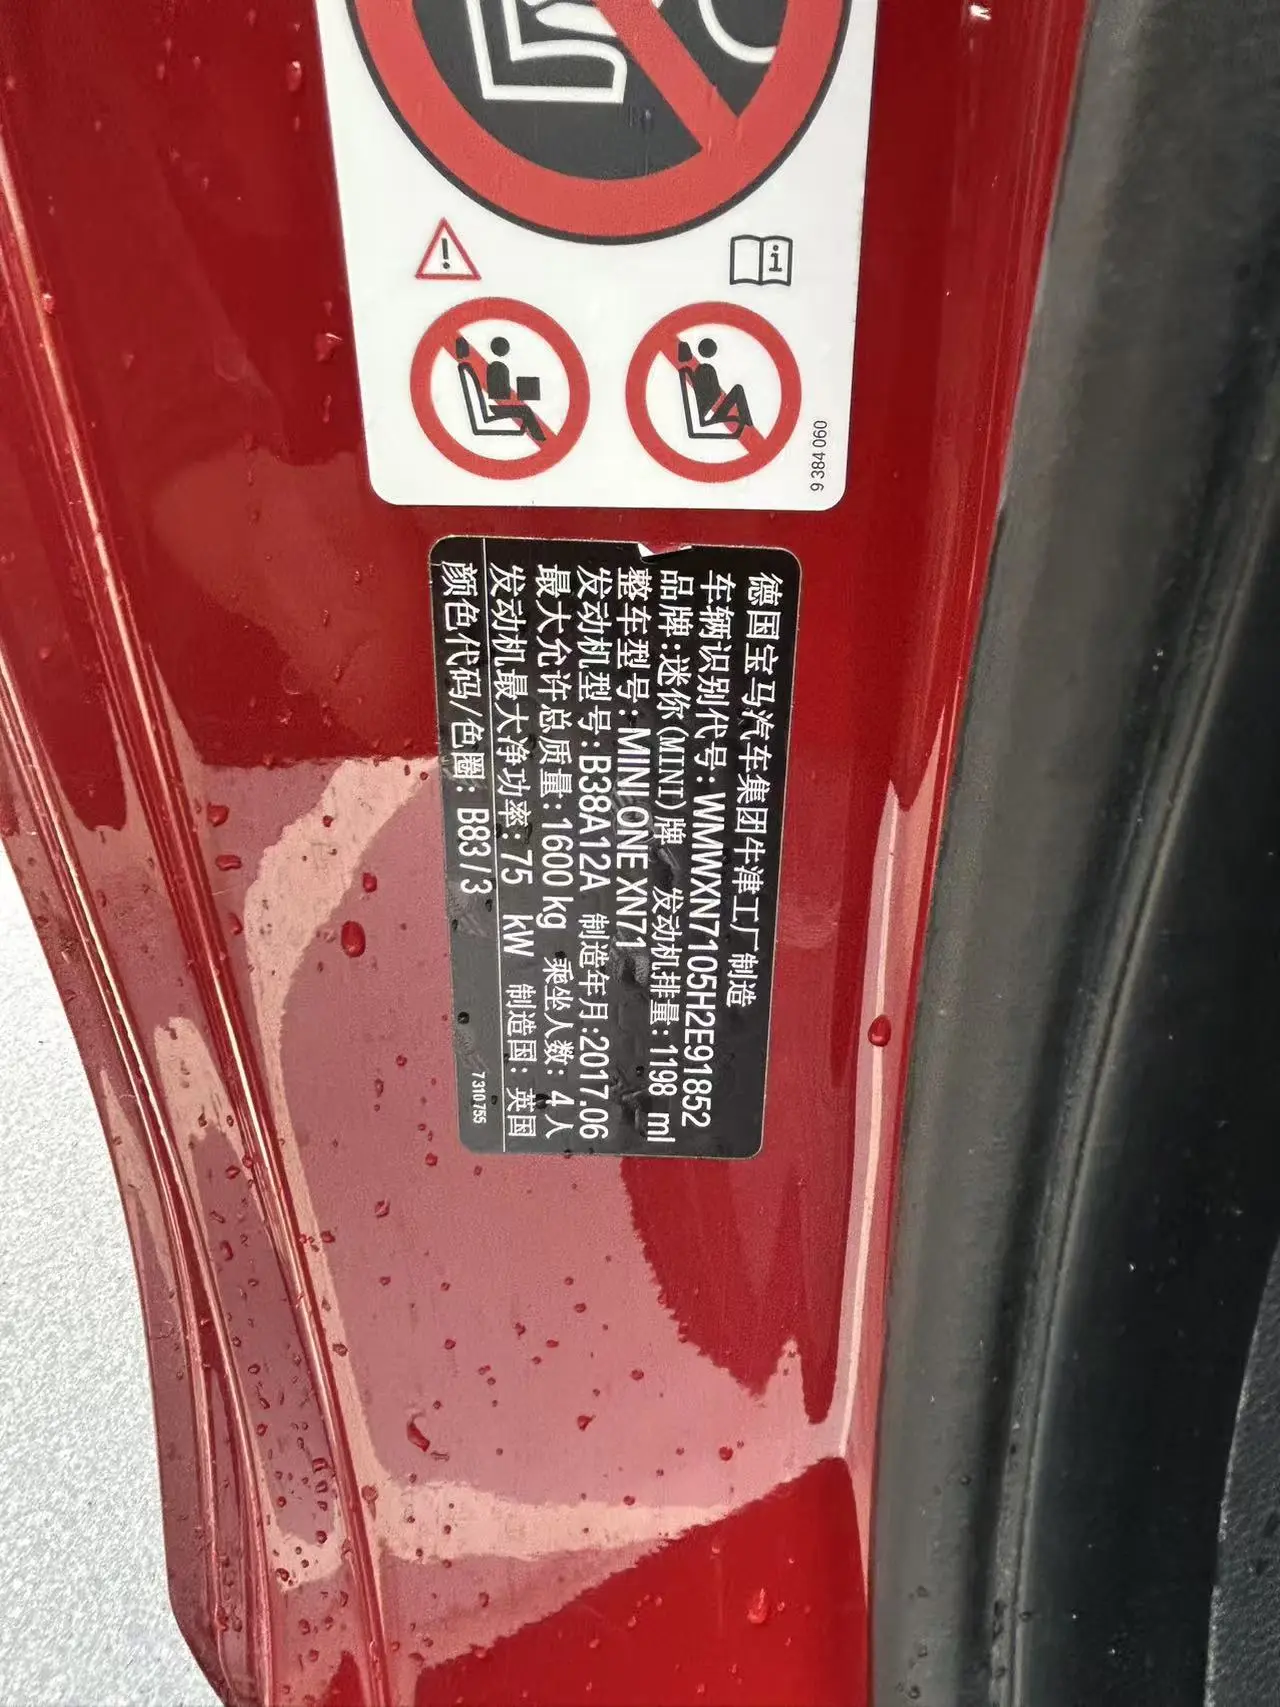 9 384 060
德国宝马汽车集团牛津工厂制造
车辆识别代号: WMWXN7105H2E91852
品牌:迷你(MINI)牌 发动机排量: 1198 ml
整车型号: MINI ONE XN71
发动机型号: B38A12A 制造年月:2017.06
最大允许总质量: 1600 kg 乘坐人数: 4人
发动机最大净功率: 75 kW 制造国: 英国
颜色代码/色圈: B83 / 3
7310 755